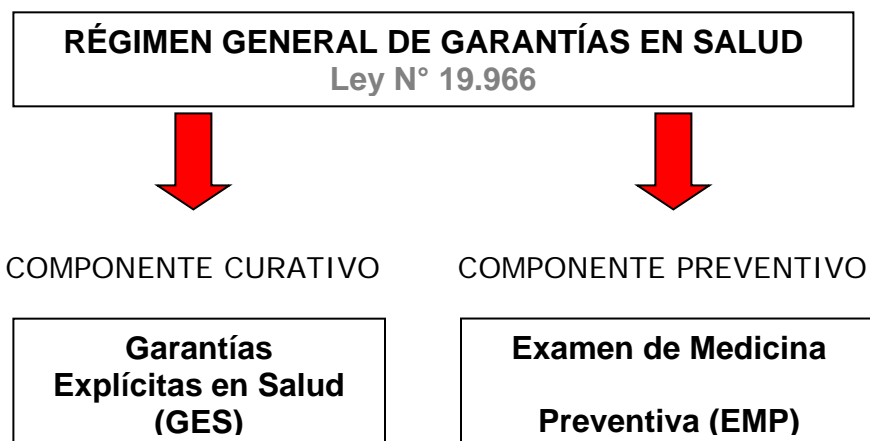 RÉGIMEN GENERAL DE GARANTÍAS EN SALUD
Ley N° 19.966
COMPONENTE CURATIVO
COMPONENTE PREVENTIVO
Garantías
Explícitas en Salud
(GES)
Examen de Medicina
Preventiva (EMP)